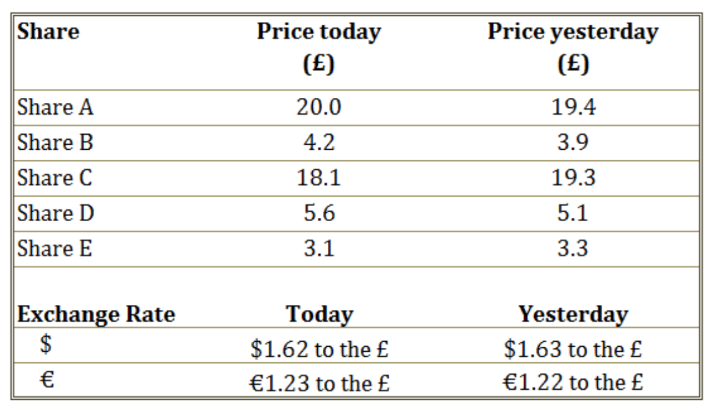 Share Price today Price yesterday
(£) (£)
Share A 20.0 19.4
Share B 4.2 3.9
Share C 18.1 19.3
Share D 5.6 5.1
Share E 3.1 3.3
Exchange Rate Today Yesterday
$ $1.62 to the £ $1.63 to the £
€ €1.23 to the £ €1.22 to the £